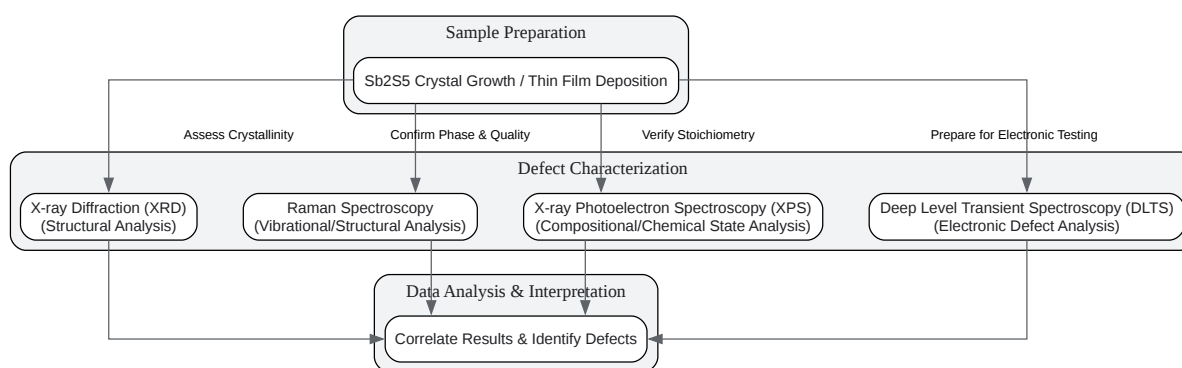 Sample Preparation
Sb2S5 Crystal Growth / Thin Film Deposition
Assess Crystallinity
Confirm Phase & Quality
Verify Stoichiometry
Prepare for Electronic Testing
Defect Characterization
X-ray Diffraction (XRD)
(Structural Analysis)
Raman Spectroscopy
(Vibrational/Structural Analysis)
X-ray Photoelectron Spectroscopy (XPS)
(Compositional/Chemical State Analysis)
Deep Level Transient Spectroscopy (DLTS)
(Electronic Defect Analysis)
Data Analysis & Interpretation
Correlate Results & Identify Defects